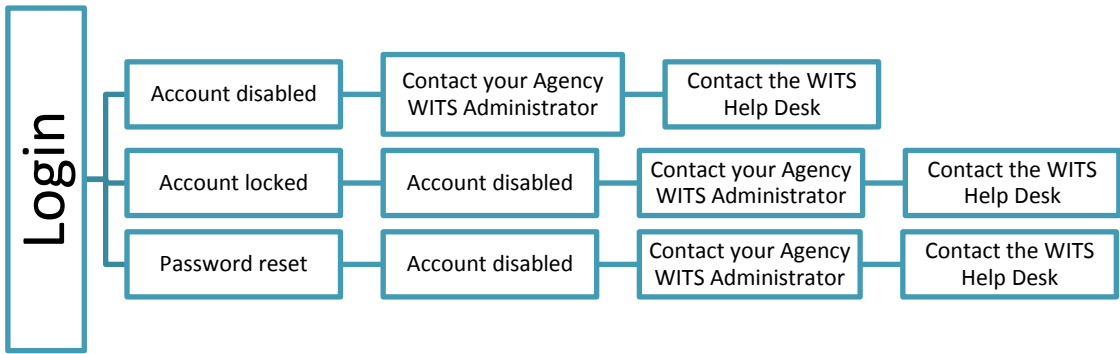 Login
Account disabled
Contact your Agency
WITS Administrator
Contact the WITS
Help Desk
Account locked
Account disabled
Contact your Agency
WITS Administrator
Contact the WITS
Help Desk
Password reset
Account disabled
Contact your Agency
WITS Administrator
Contact the WITS
Help Desk